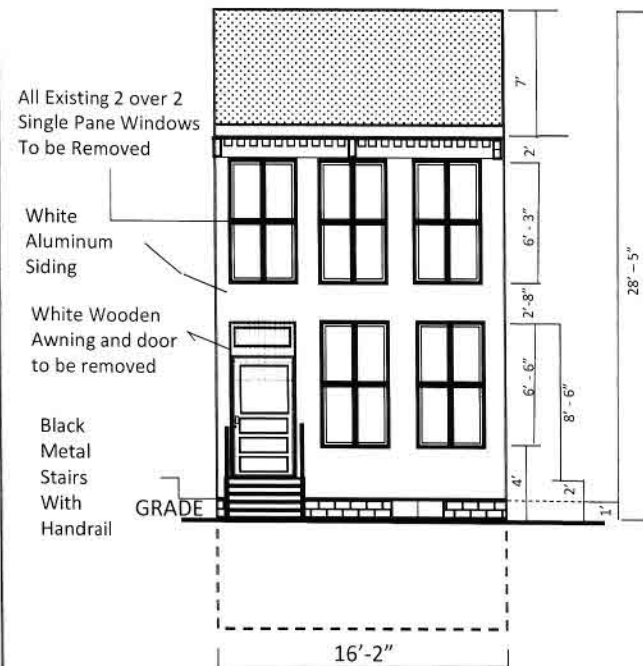 All Existing 2 over 2
Single Pane Windows
To be Removed
White
Aluminum
Siding
White Wooden
Awning and door
to be removed
Black
Metal
Stairs
With
Handrail
GRADE
7'
2'
6' - 3"
2'-8"
6' - 6"
8' - 6"
4'
2'
1'
28' – 5"
16'-2"